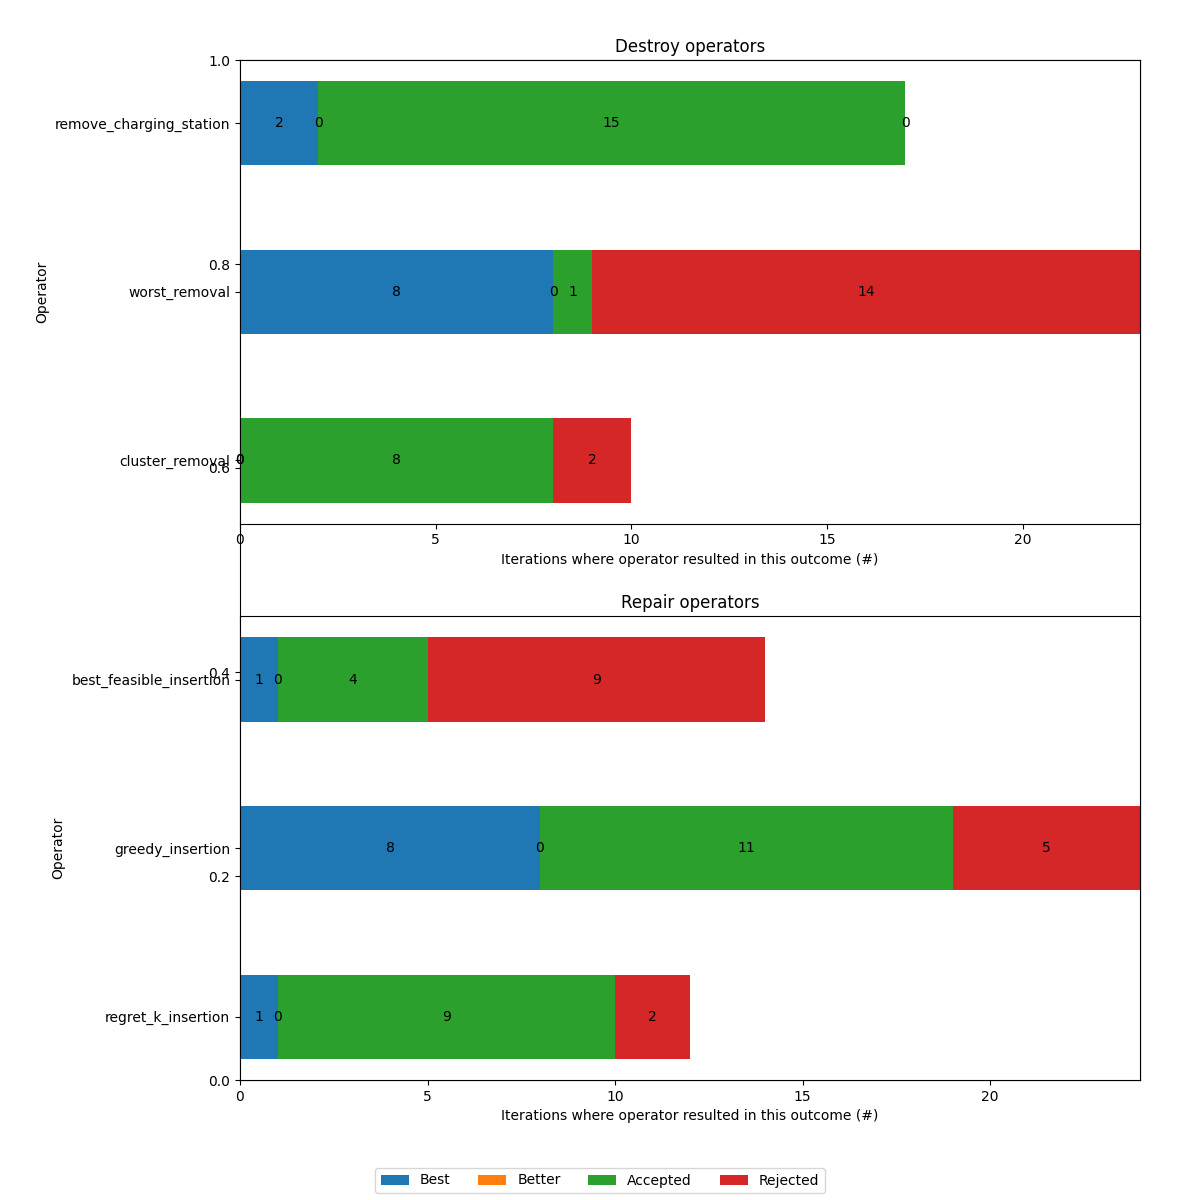 Destroy operators
1.0
remove_charging_station 2 0 15 0
0.8
Operator
worst_removal 8 0 1 14
cluster_removal 0 0 8 2
0.6
0 5 10 15 20
Iterations where operator resulted in this outcome (#)
Repair operators
0.4
best_feasible_insertion 1 0 4 9
Operator
greedy_insertion 8 0 11 5
0.2
regret_k_insertion 1 0 9 2
0.0
0 5 10 15 20
Iterations where operator resulted in this outcome (#)
Best Better Accepted Rejected